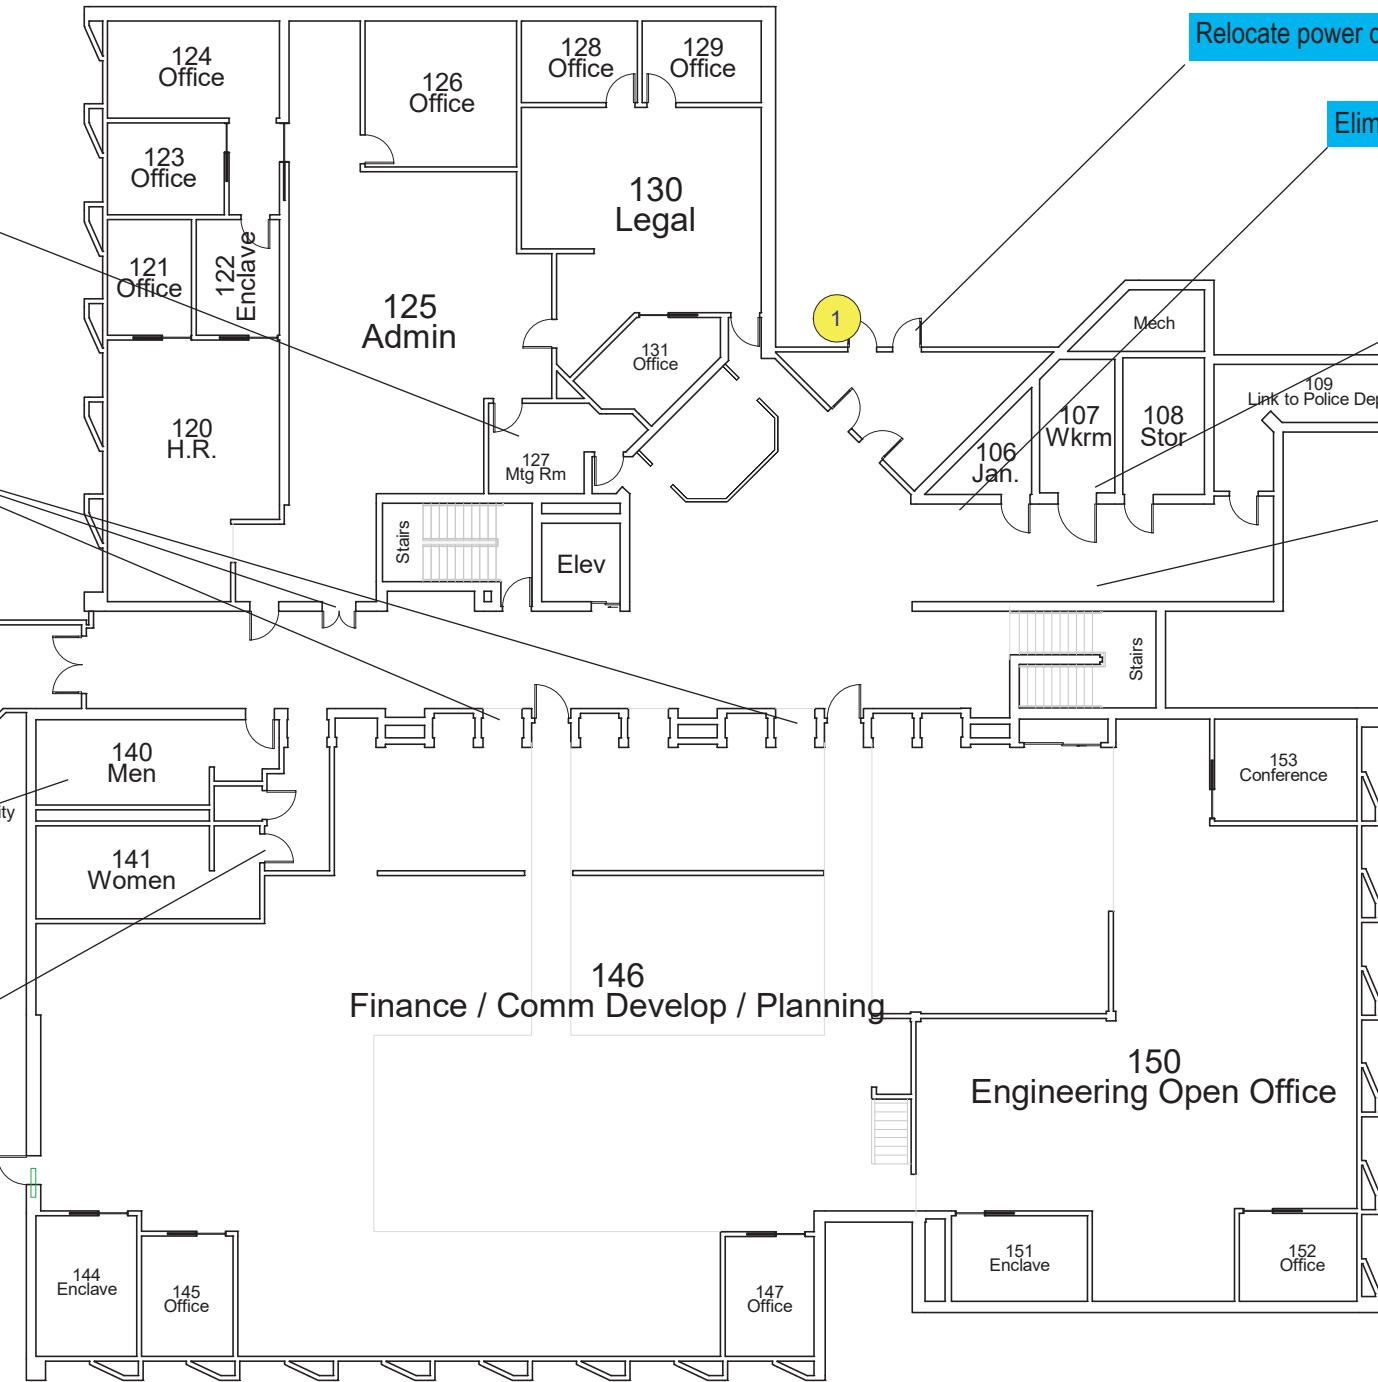 Relocate power d
Elim
124
Office
128
Office
129
Office
126
Office
123
Office
130
Legal
121
Office
122
Enclave
125
Admin
131
Office
1
Mech
109
Link to Police Dep
107
Wkrm
108
Stor
106
Jan.
120
H.R.
127
Mtg Rm
Stairs
Elev
Stairs
140
Men
153
Conference
ity
141
Women
146
Finance / Comm Develop / Planning
150
Engineering Open Office
144
Enclave
145
Office
147
Office
151
Enclave
152
Office